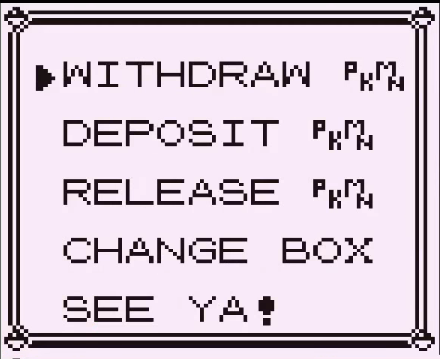 WITHDRAW PKMN
DEPOSIT PKMN
RELEASE PKMN
CHANGE BOX
SEE YA!